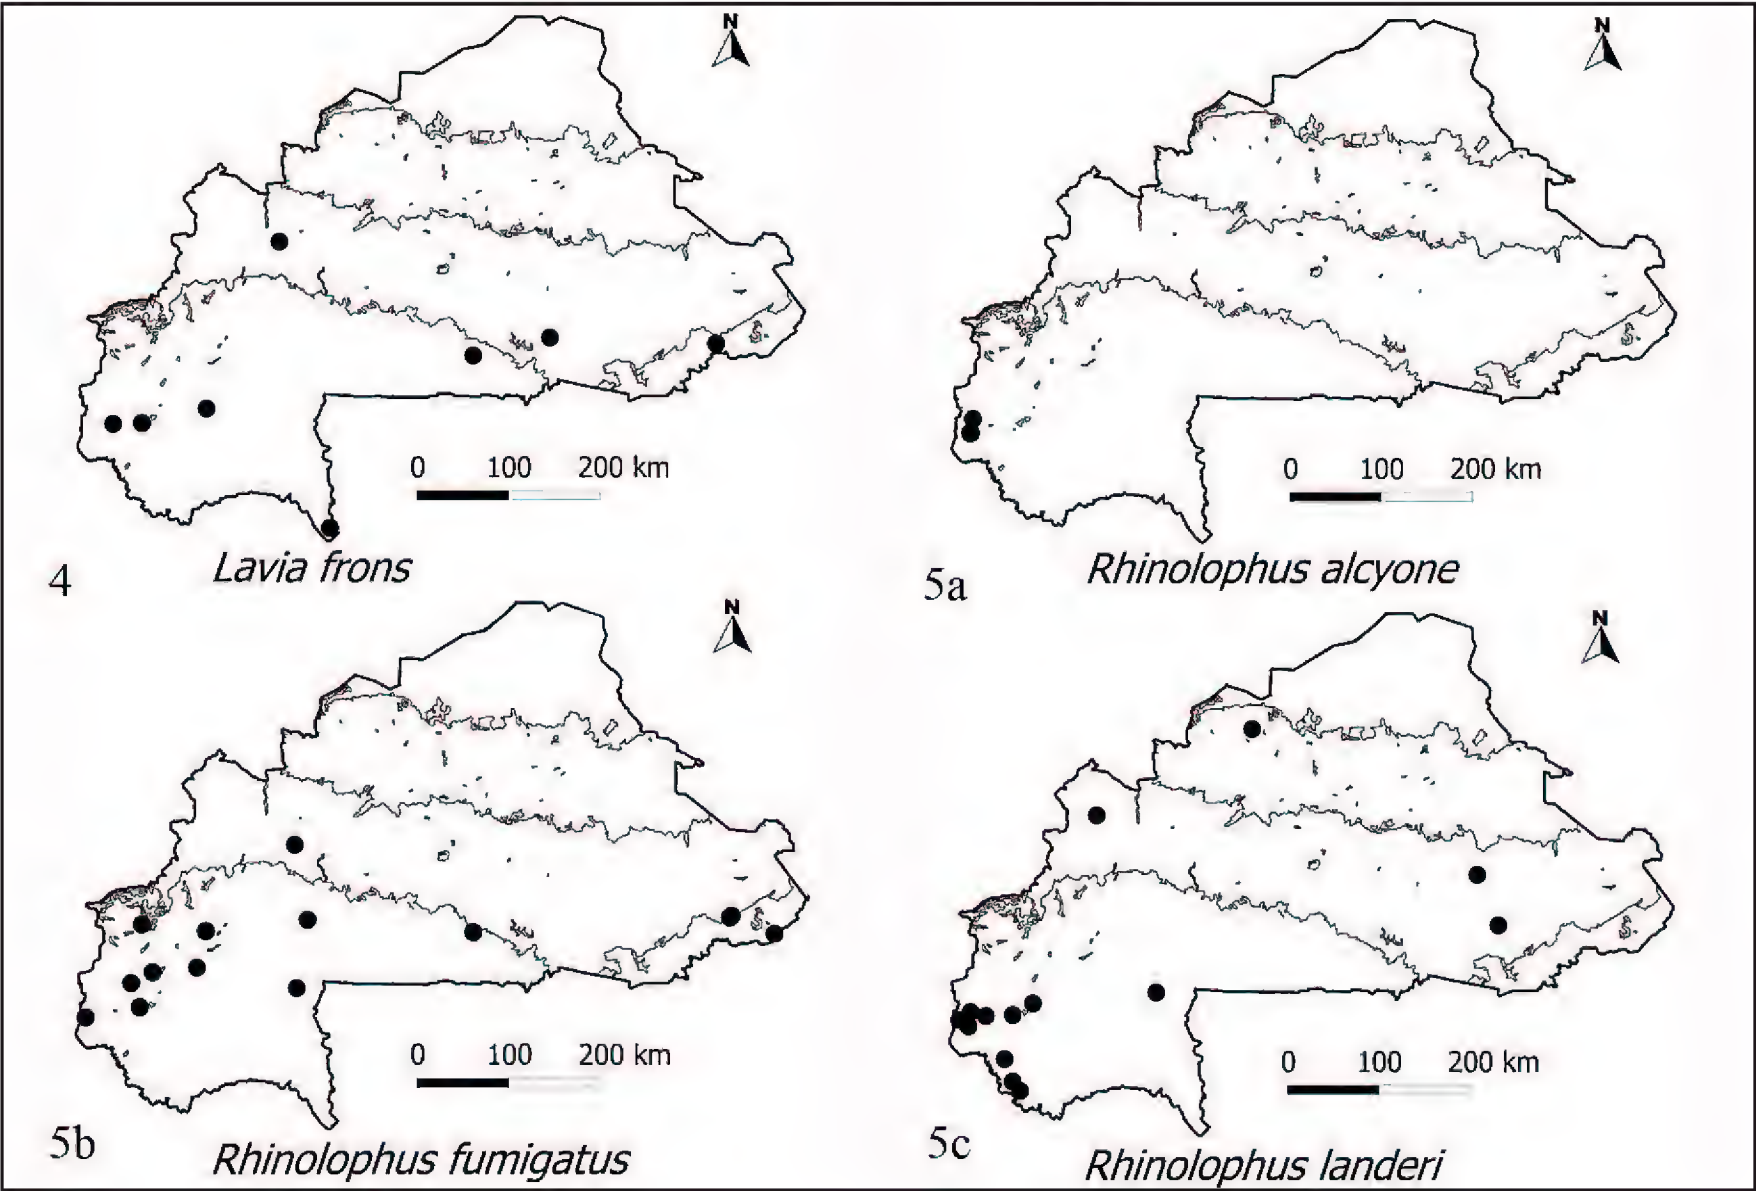 N
0 100 200 km
4 Lavia frons
N
0 100 200 km
5a Rhinolophus alcyone
N
0 100 200 km
5b Rhinolophus fumigatus
N
0 100 200 km
5c Rhinolophus landeri